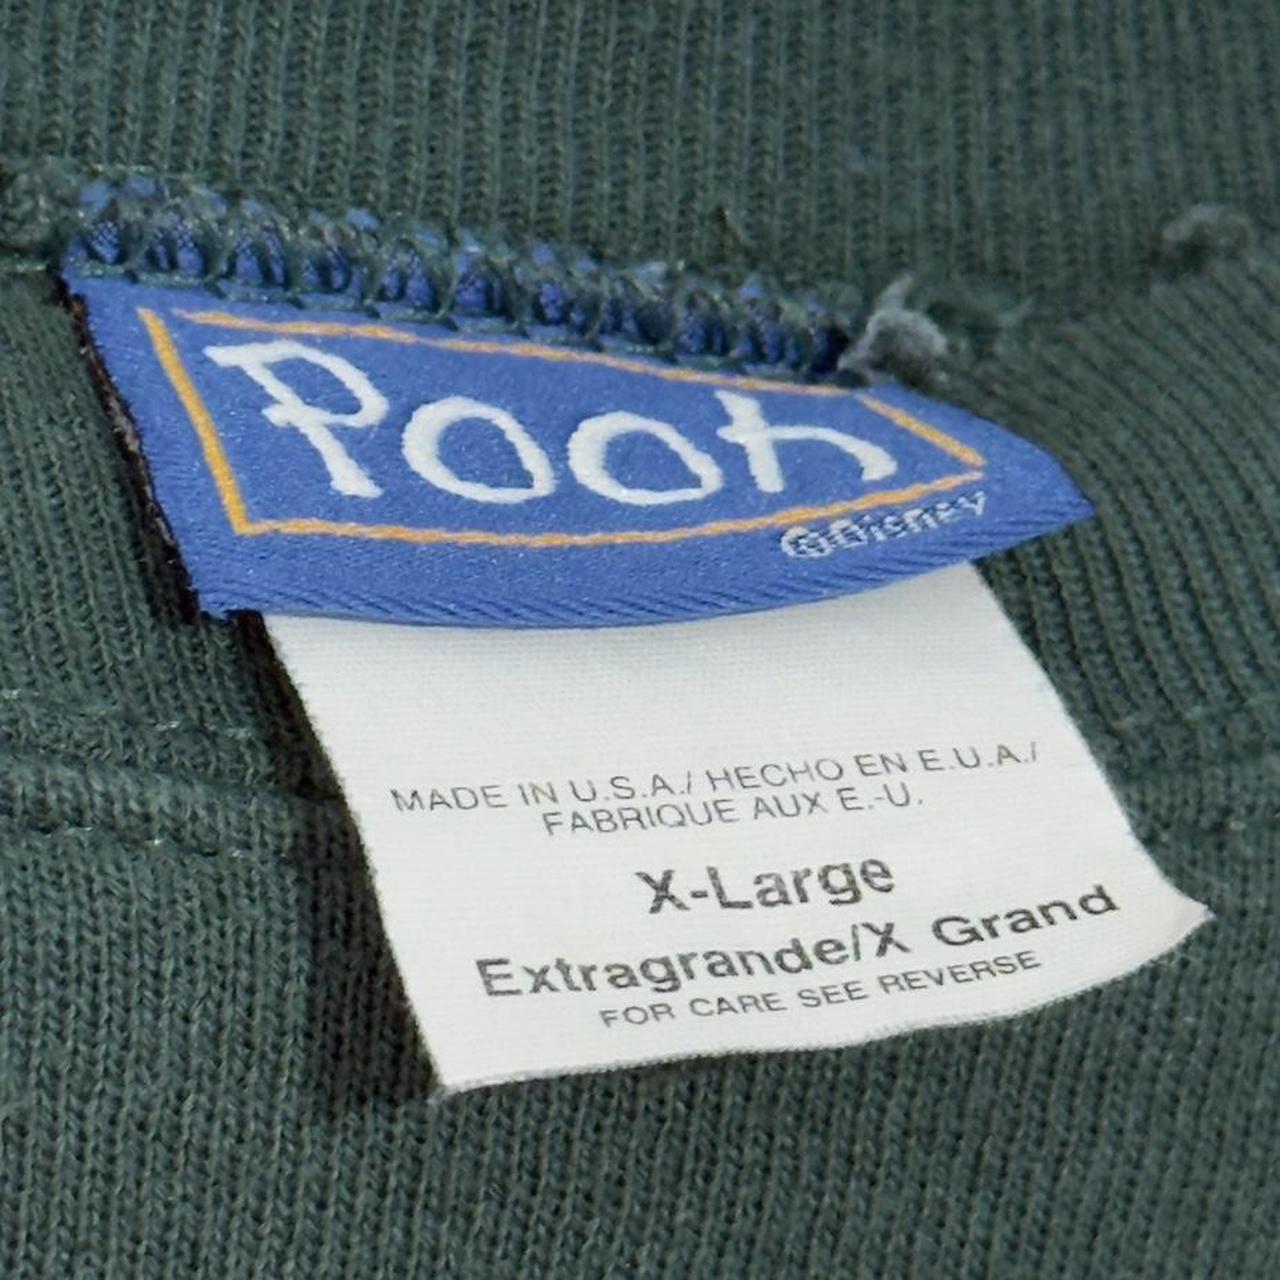 Pooh
©Disney
MADE IN U.S.A./ HECHO EN E.U.A./
FABRIQUE AUX E.-U.
X-Large
Extragrande/X Grand
FOR CARE SEE REVERSE